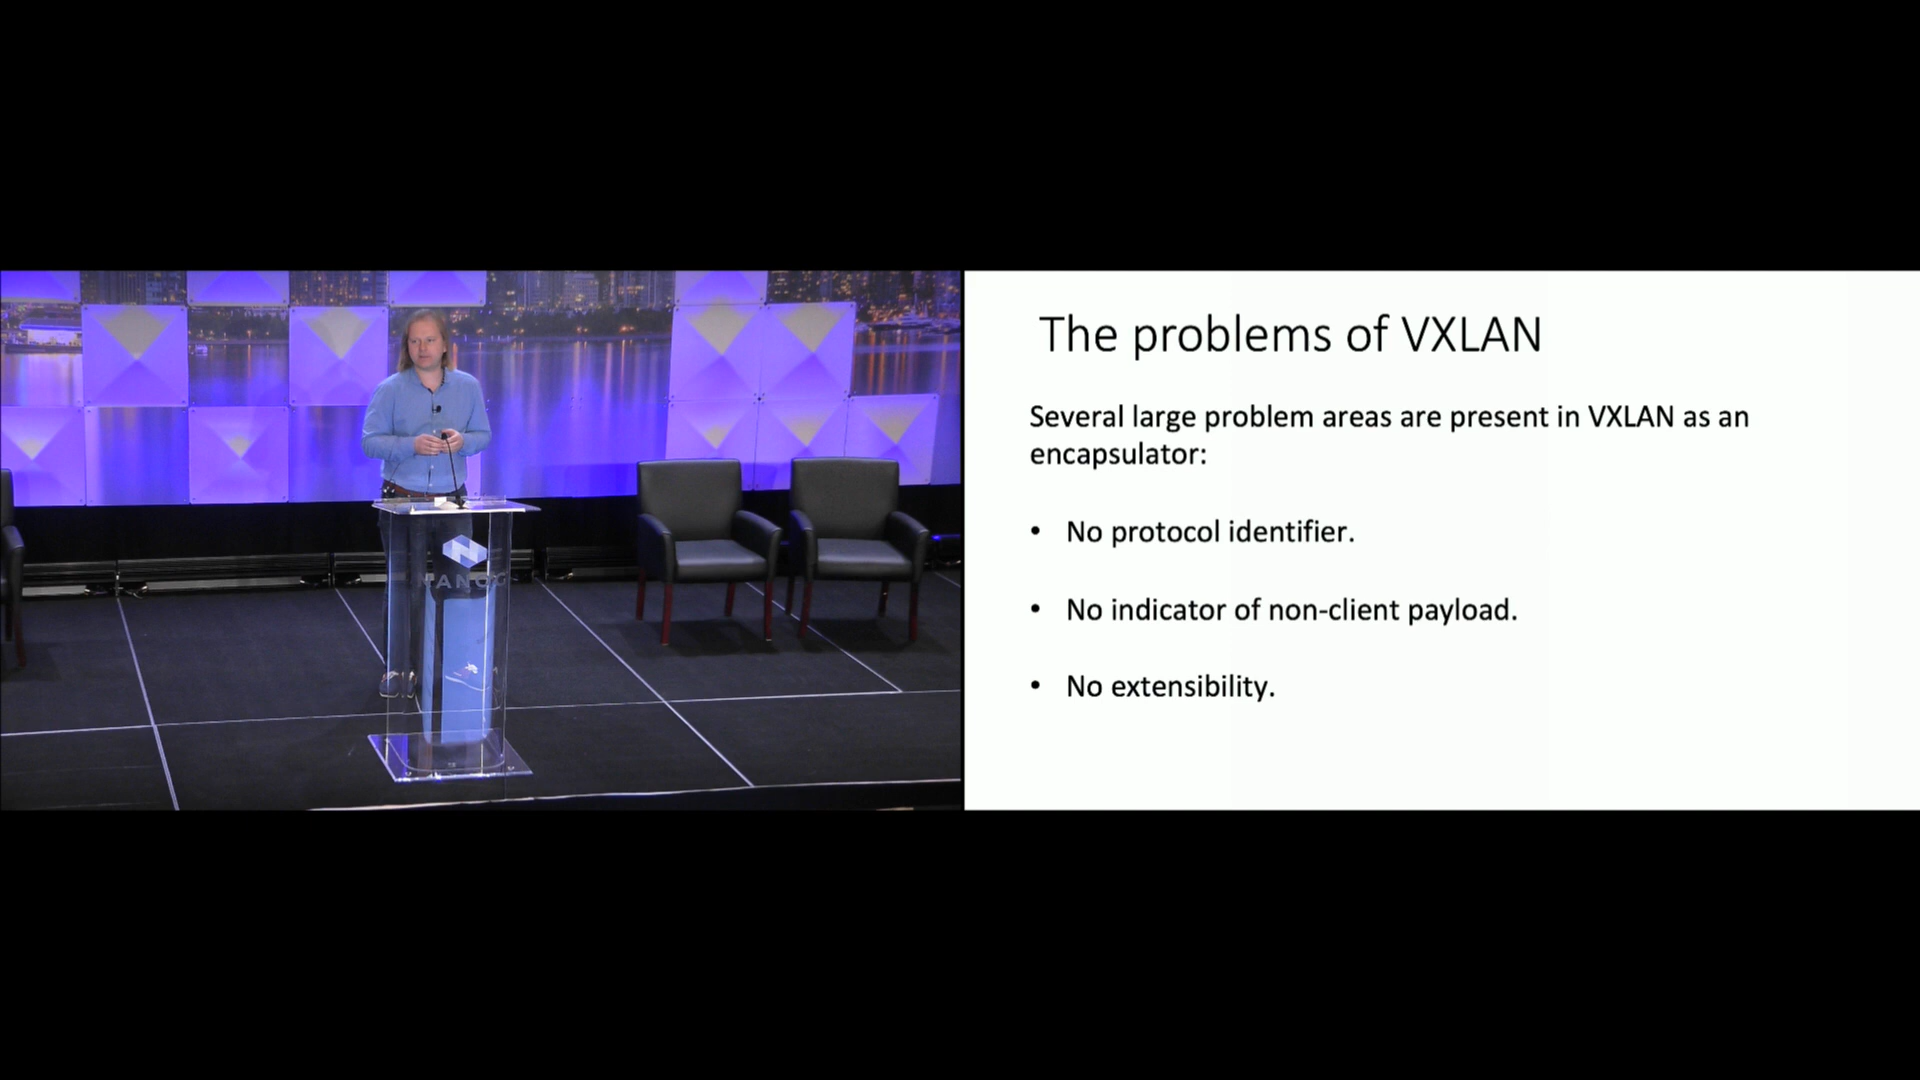 NANOG
The problems of VXLAN
Several large problem areas are present in VXLAN as an
encapsulator:
• No protocol identifier.
• No indicator of non-client payload.
• No extensibility.